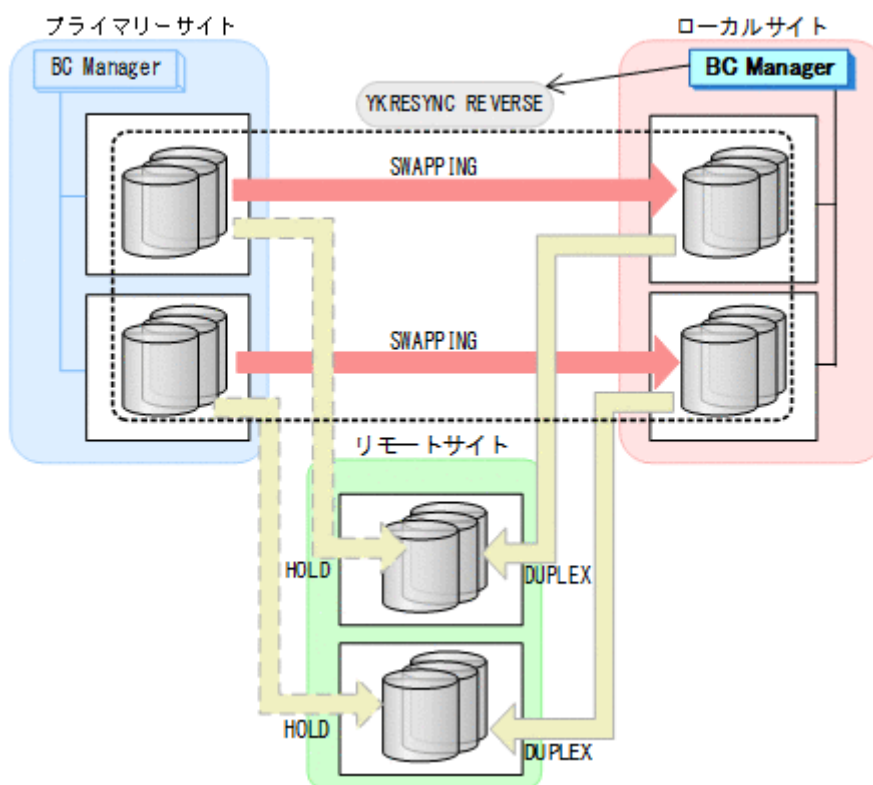 プライマリーサイト
ローカルサイト
BC Manager
BC Manager
YKRESYNC REVERSE
SWAPPING
SWAPPING
リモートサイト
HOLD
DUPLEX
HOLD
DUPLEX